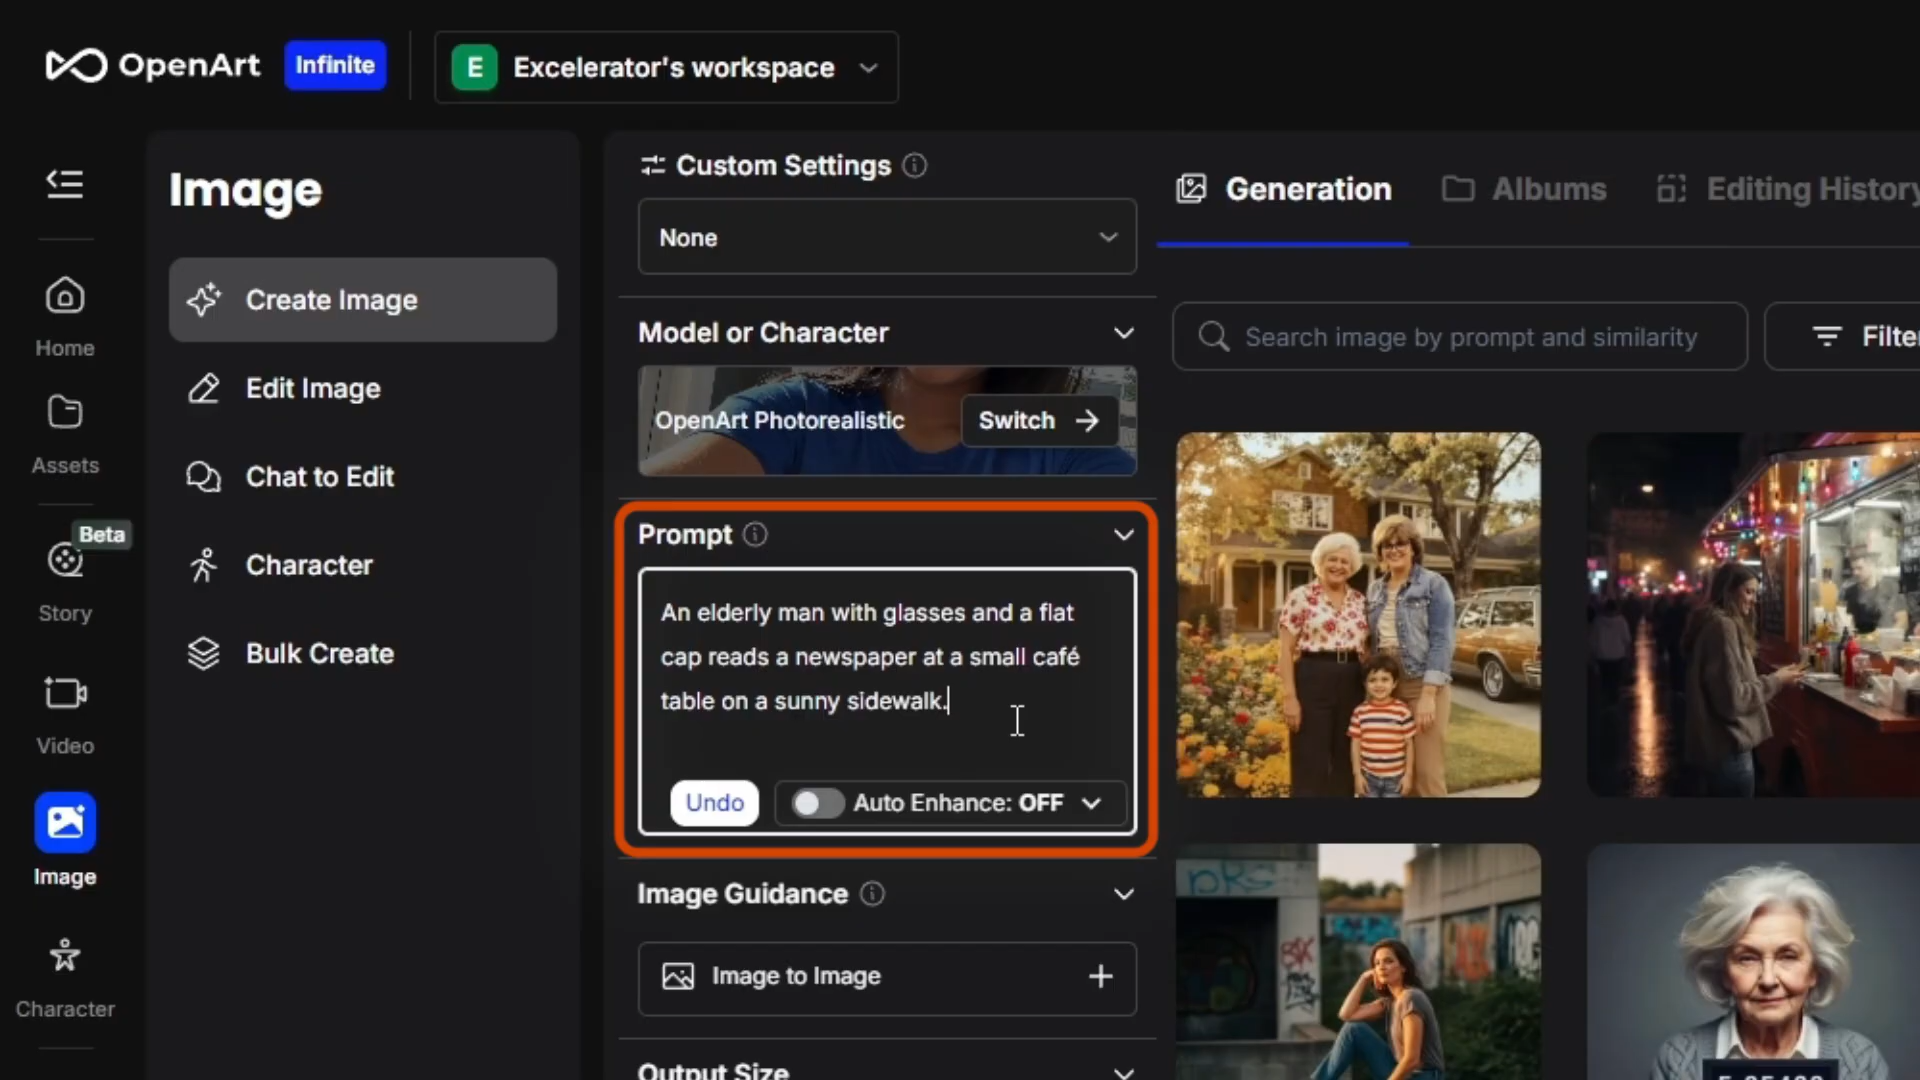 OpenArt
Infinite
E
Excelerator's workspace
Image
Create Image
Edit Image
Chat to Edit
Character
Bulk Create
Home
Assets
Beta
Story
Video
Image
Character
Custom Settings
None
Model or Character
OpenArt Photorealistic
Switch
Prompt
An elderly man with glasses and a flat
cap reads a newspaper at a small café
table on a sunny sidewalk.
Undo
Auto Enhance: OFF
Image Guidance
Image to Image
Output Size
Generation
Albums
Editing History
Search image by prompt and similarity
Filter